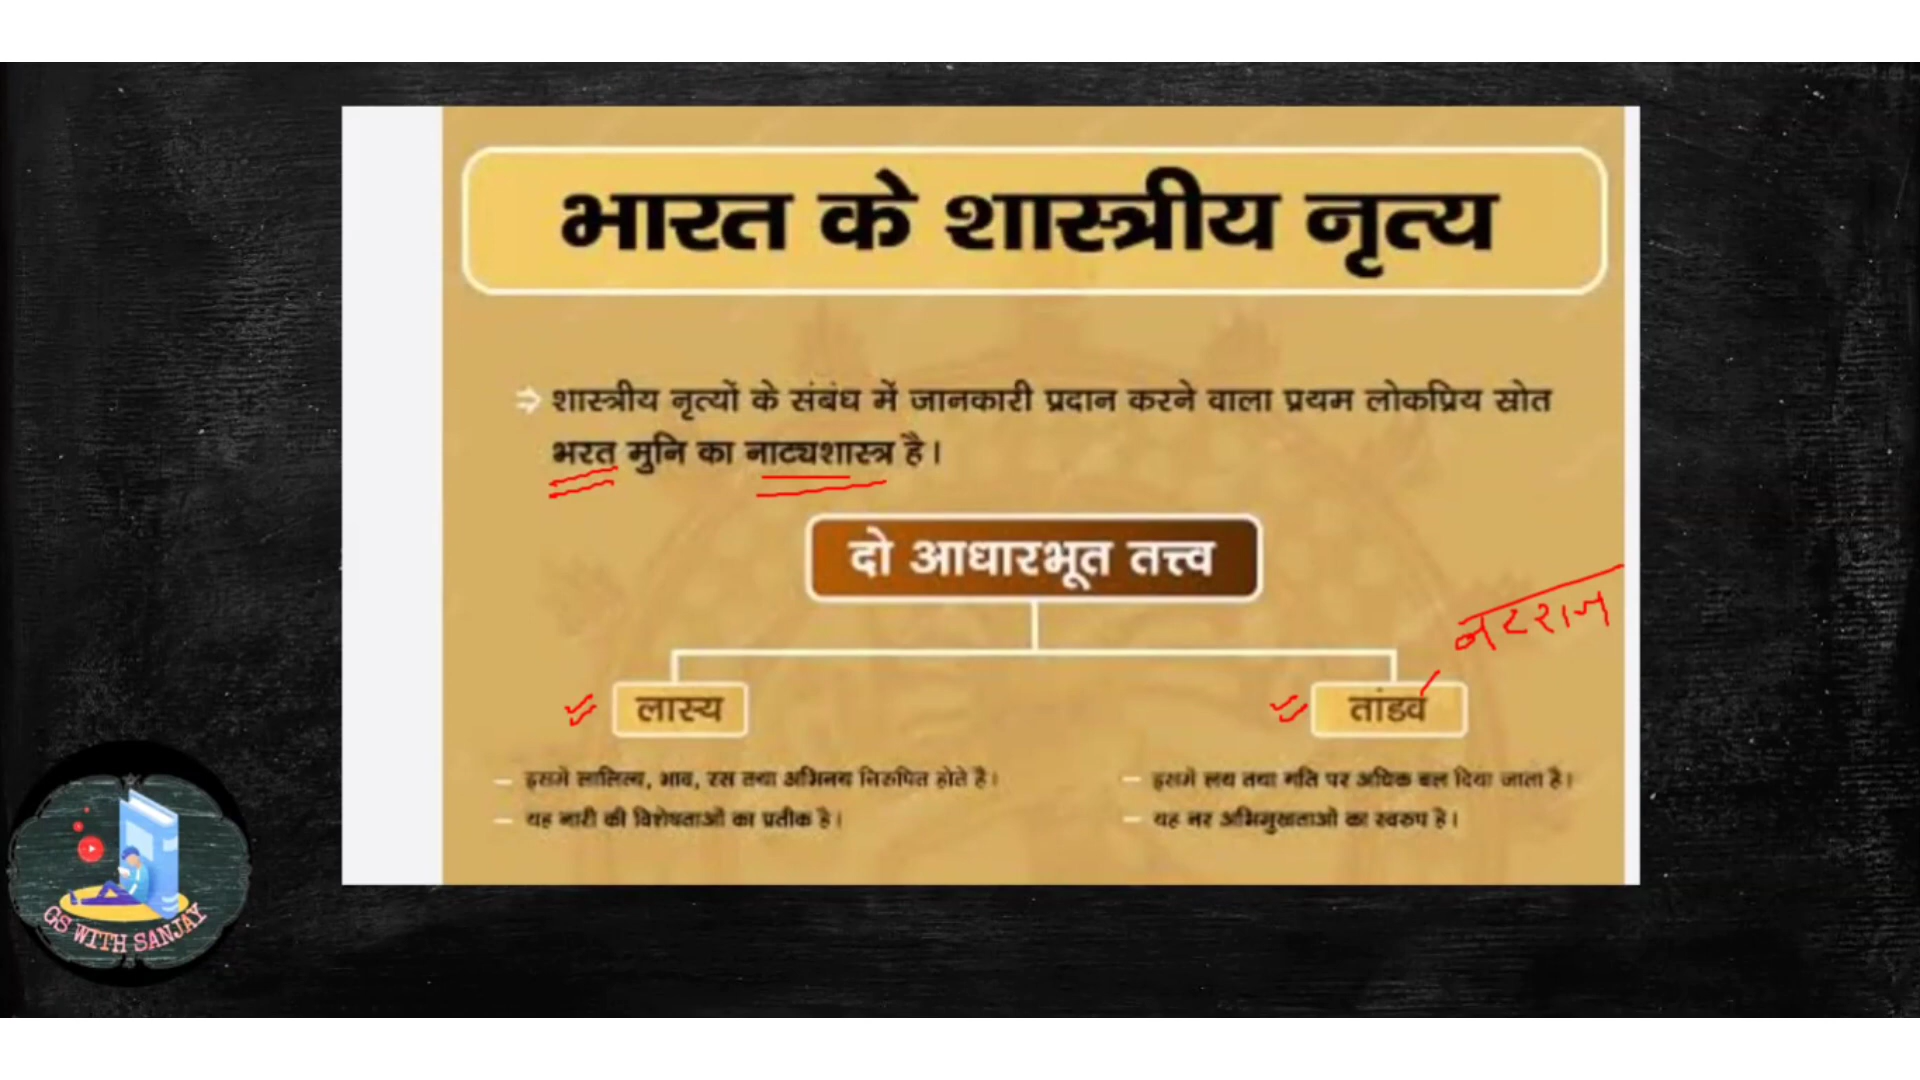 भारत के शास्त्रीय नृत्य
शास्त्रीय नृत्यों के संबंध में जानकारी प्रदान करने वाला प्रथम लोकप्रिय स्रोत
भरत मुनि का नाट्यशास्त्र है।
दो आधारभूत तत्त्व
नटराज
लास्य
तांडव
– इसमें लालित्य, भाव, रस तथा अभिनय निरुपित होते है।
– यह नारी की विशेषताओं का प्रतीक है।
– इसमें लय तथा गति पर अधिक बल दिया जाता है।
– यह नर अभिमुखताओं का स्वरुप है।
GS WITH SANJAY